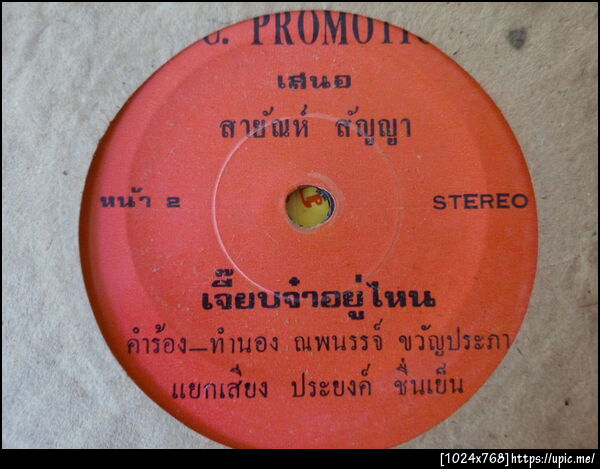 C. PROMOTIO
เสนอ
สายัณห์ สัญญา
หน้า 2
STEREO
เจี๊ยบจ๋าอยู่ไหน
คำร้อง—ทำนอง ณพนรรจ์ ขวัญประภา
แยกเสียง ประยงค์ ชื่นเย็น
[1024x768]https://upic.me/